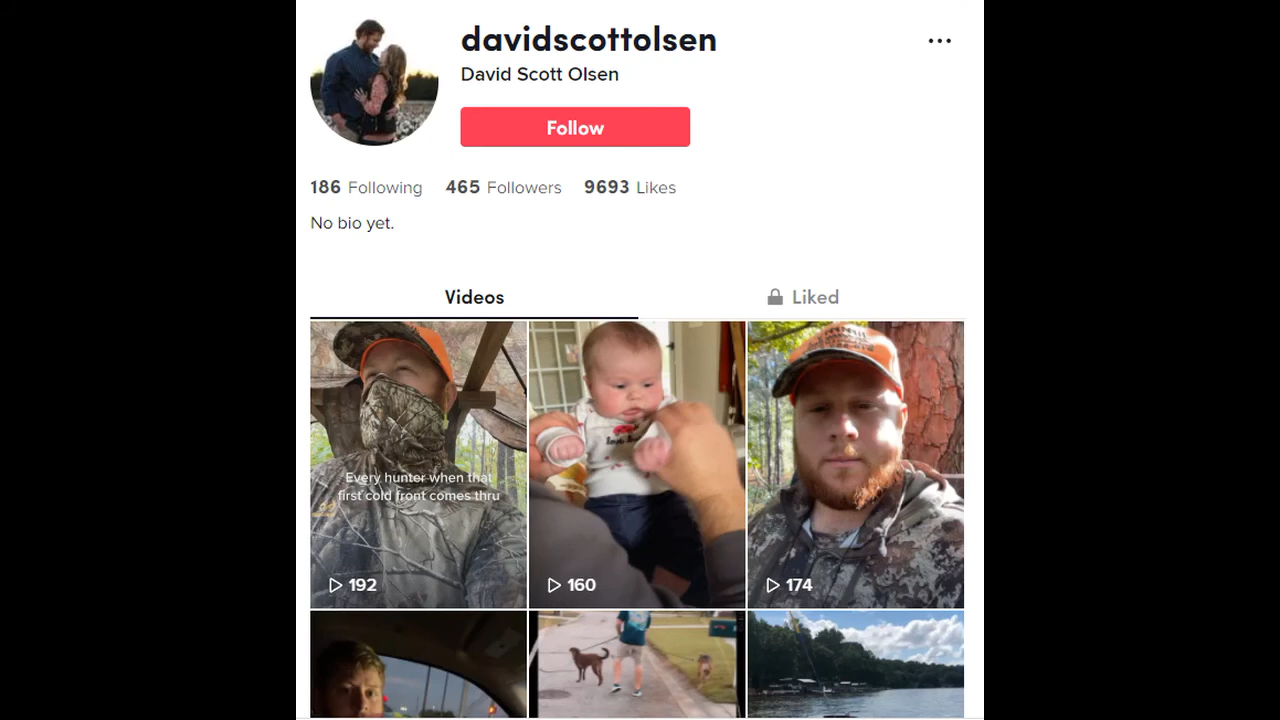 davidscottolsen
David Scott Olsen
Follow
186 Following 465 Followers 9693 Likes
No bio yet.
Videos Liked
Every hunter when that
first cold front comes thru
192 160 174